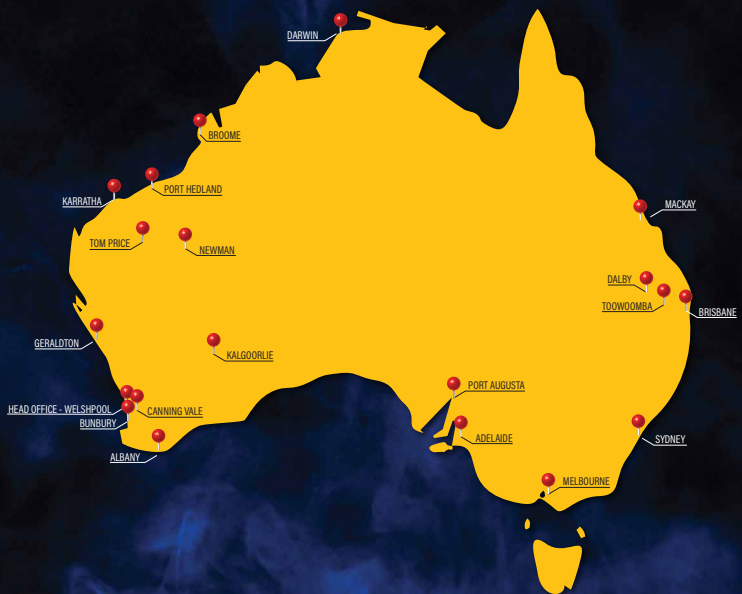 DARWIN
BROOME
PORT HEDLAND
KARRATHA
MACKAY
TOM PRICE
NEWMAN
DALBY
TOOWOOMBA
BRISBANE
GERALDTON
KALGOORLIE
PORT AUGUSTA
HEAD OFFICE - WELSHPOOL
CANNING VALE
BUNBURY
ADELAIDE
SYDNEY
ALBANY
MELBOURNE